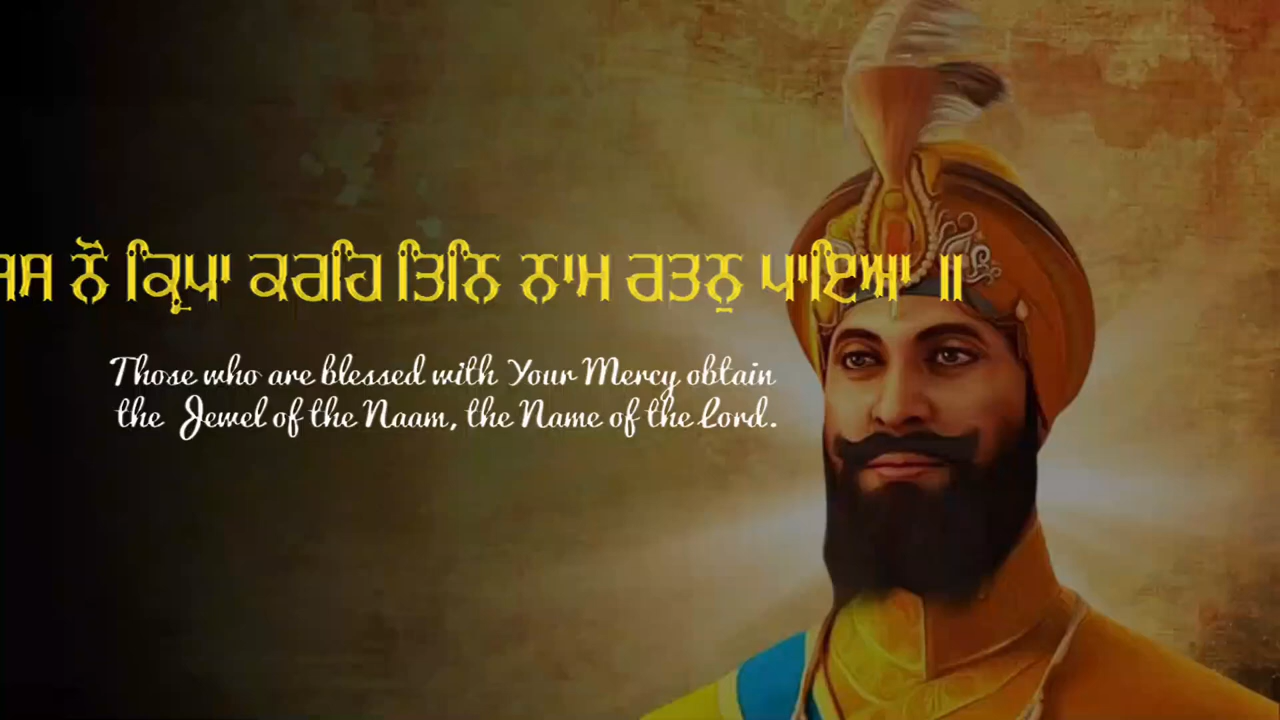 ਨੋ ਕ੍ਰਿਪਾ ਕਰਹਿ ਤਿਨਿ ਨਾਮ ਰਤਨੁ ਪਾਇਆ ॥
Those who are blessed with Your Mercy obtain
the Jewel of the Naam, the Name of the Lord.